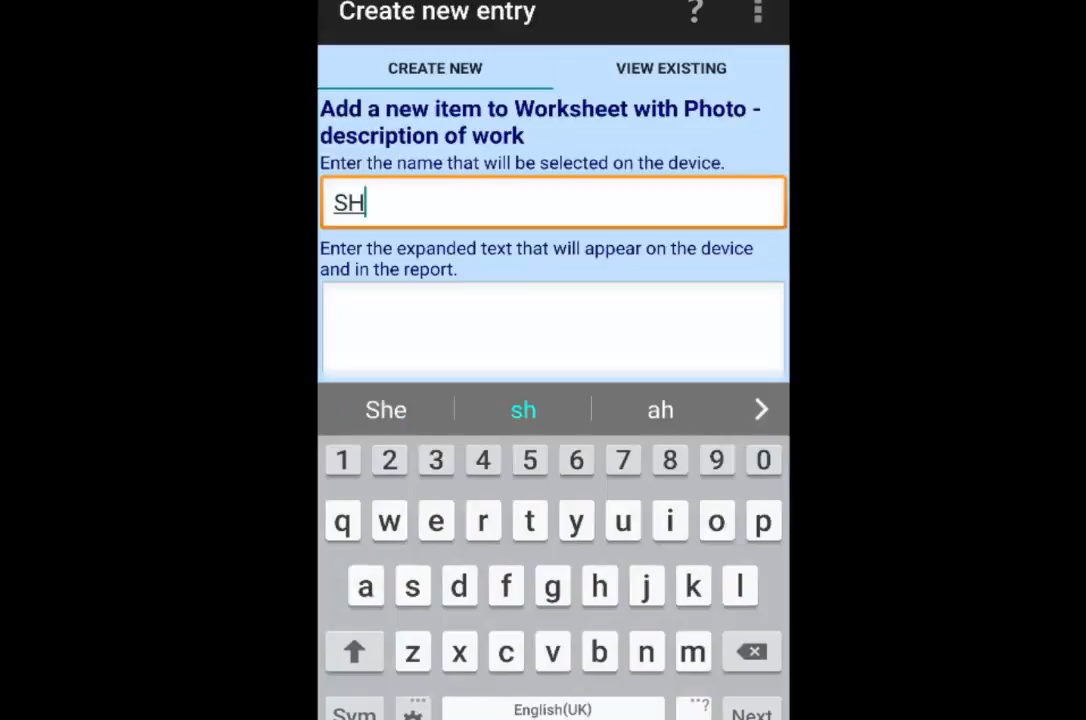 Create new entry ?
CREATE NEW VIEW EXISTING
Add a new item to Worksheet with Photo -
description of work
Enter the name that will be selected on the device.
SH
Enter the expanded text that will appear on the device
and in the report.
She sh ah
1 2 3 4 5 6 7 8 9 0
q w e r t y u i o p
a s d f g h j k l
z x c v b n m
Sym English(UK) ? Next